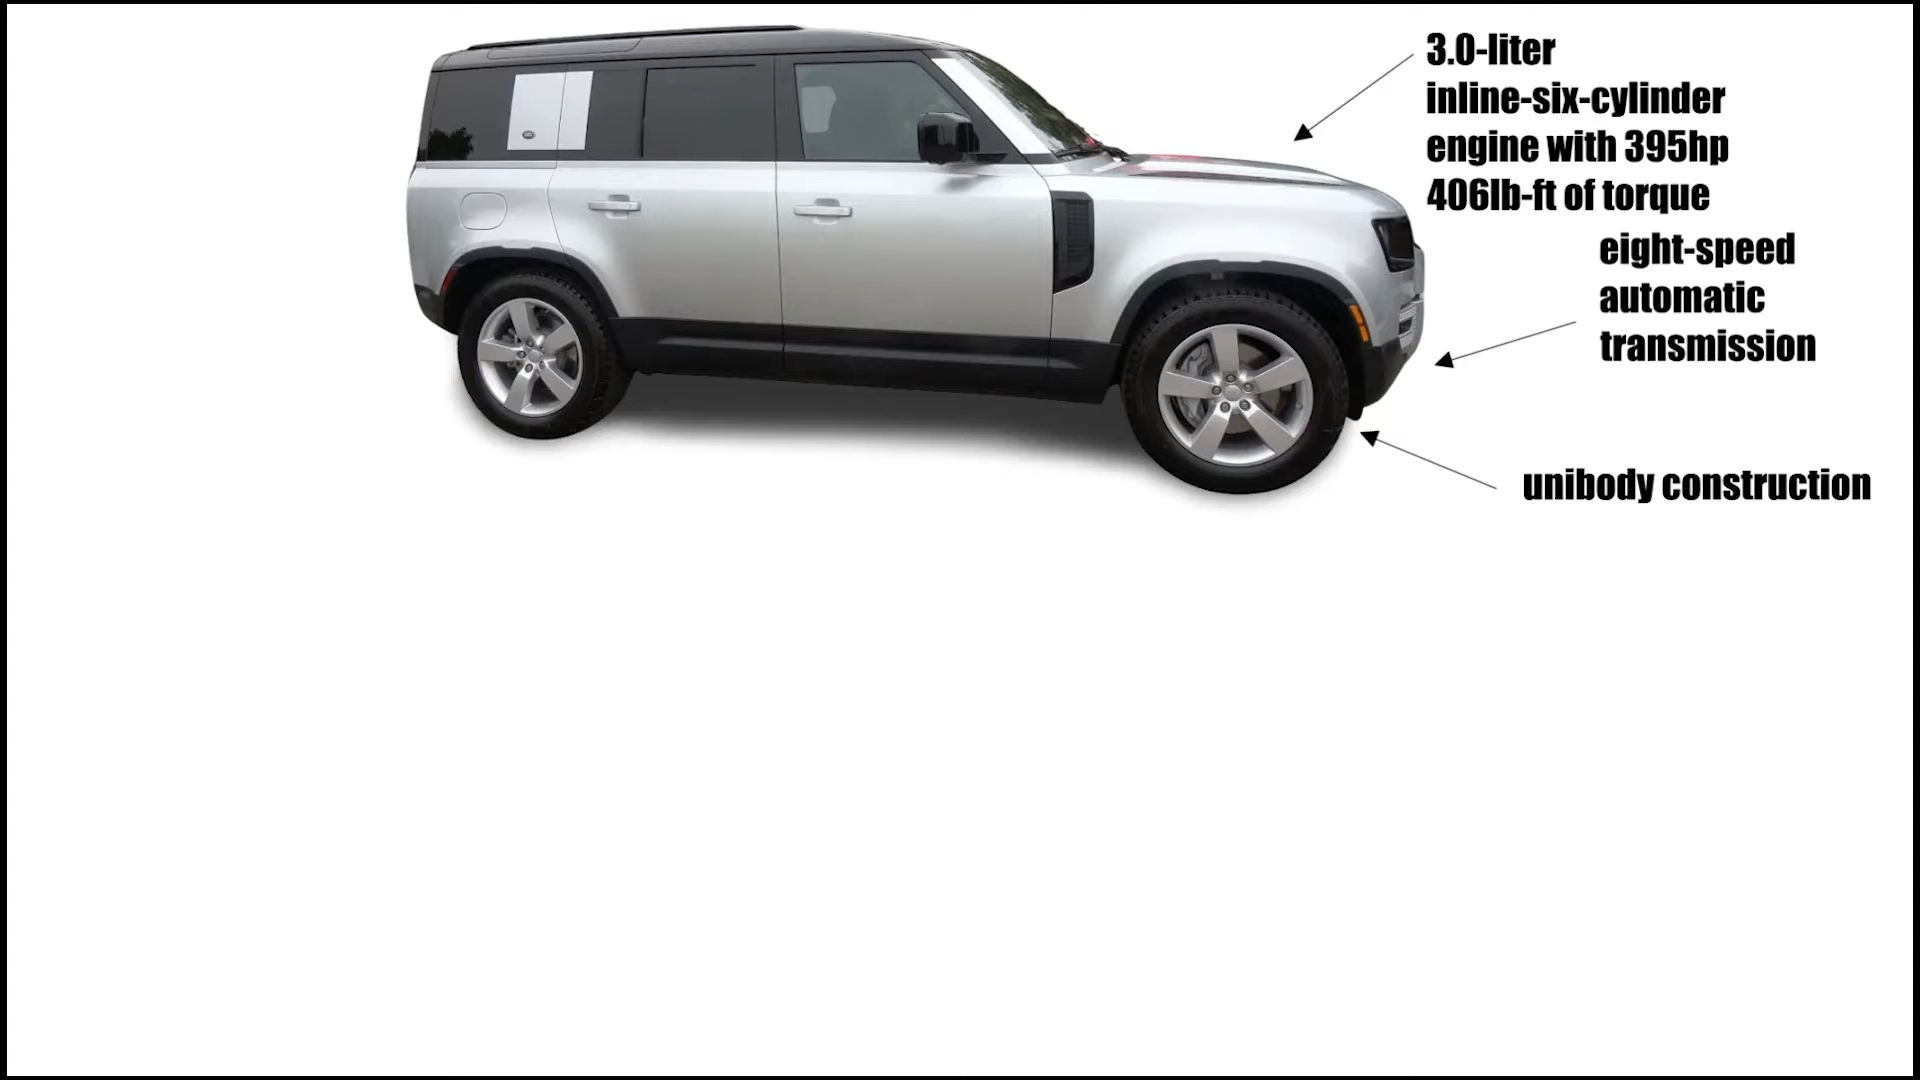 3.0-liter
inline-six-cylinder
engine with 395hp
406lb-ft of torque
eight-speed
automatic
transmission
unibody construction